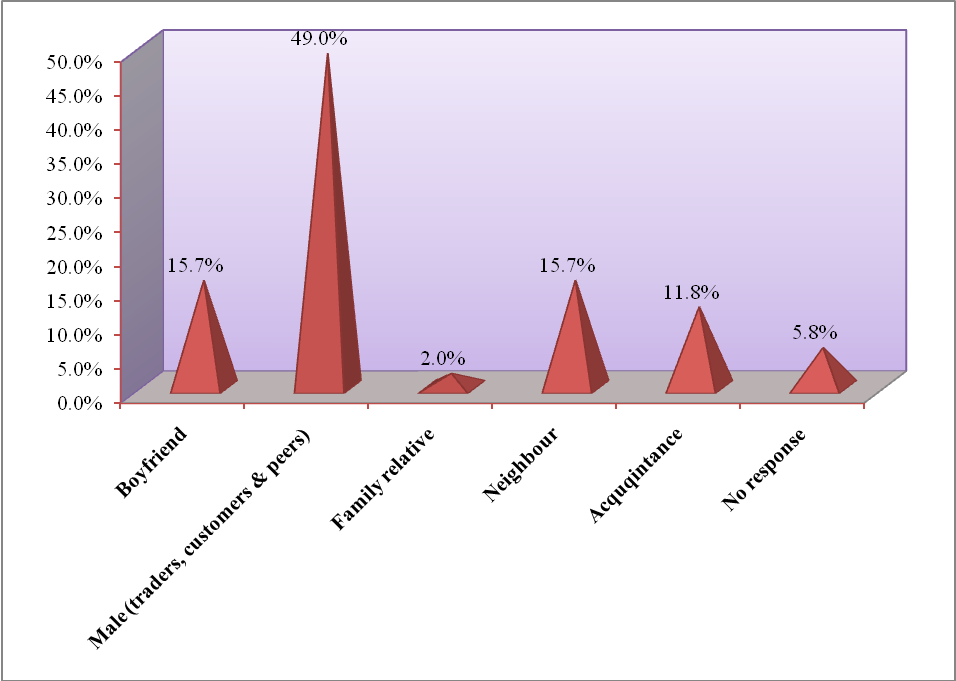 49.0%
50.0%
45.0%
40.0%
35.0%
30.0%
25.0%
20.0%
15.0%
10.0%
5.0%
0.0%
15.7%
2.0%
15.7%
11.8%
5.8%
Boyfriend
Male (traders, customers & peers)
Family relative
Neighbour
Acquqintance
No response